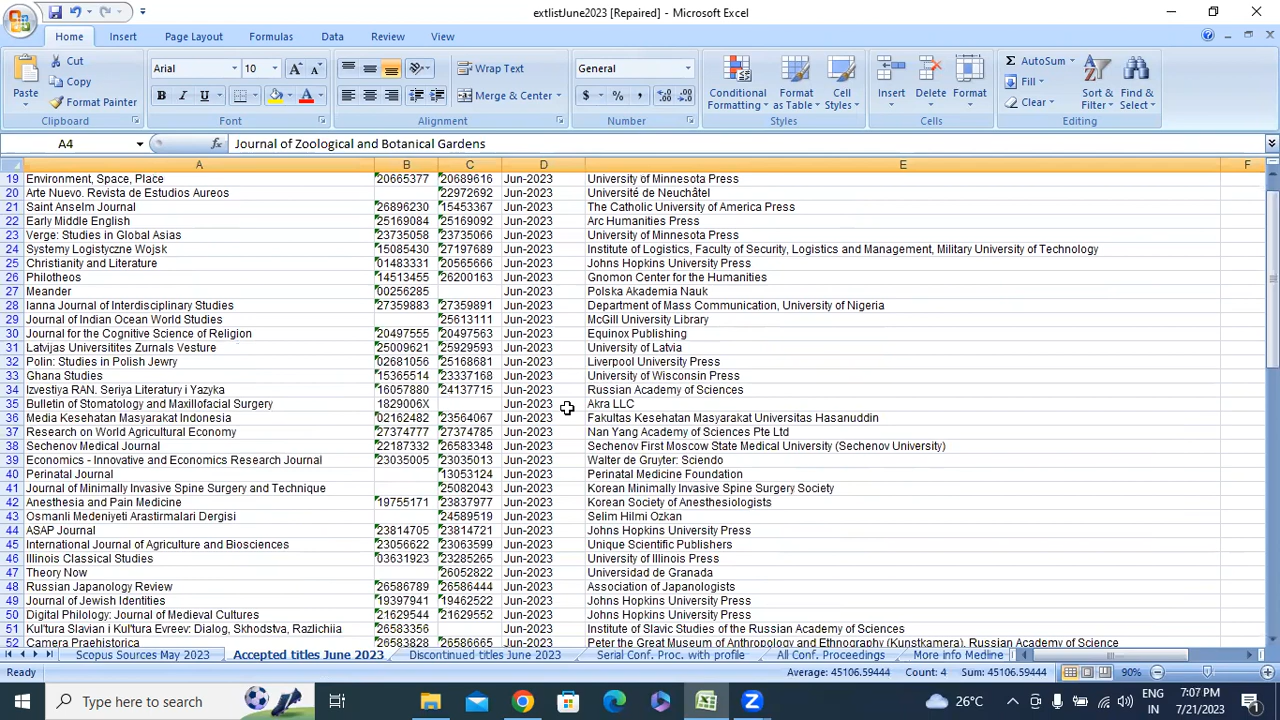 extlistJune2023 [Repaired] - Microsoft Excel
Home Insert Page Layout Formulas Data Review View
Paste Cut Copy Format Painter
Arial 10
Wrap Text Merge & Center
General
$ % ,
Conditional Formatting Format as Table Cell Styles
Insert Delete Format
AutoSum Fill Clear
Sort & Filter Find & Select
Clipboard Font Alignment Number Styles Cells Editing
A4 fx Journal of Zoological and Botanical Gardens
A B C D E F
19 Environment, Space, Place 20665377 20689616 Jun-2023 University of Minnesota Press
20 Arte Nuevo. Revista de Estudios Aureos 22972692 Jun-2023 Université de Neuchâtel
21 Saint Anselm Journal 26896230 15453367 Jun-2023 The Catholic University of America Press
22 Early Middle English 25169084 25169092 Jun-2023 Arc Humanities Press
23 Verge: Studies in Global Asias 23735058 23735066 Jun-2023 University of Minnesota Press
24 Systemy Logistyczne Wojsk 15085430 27197689 Jun-2023 Institute of Logistics, Faculty of Security, Logistics and Management, Military University of Technology
25 Christianity and Literature 01483331 20565666 Jun-2023 Johns Hopkins University Press
26 Philotheos 14513455 26200163 Jun-2023 Gnomon Center for the Humanities
27 Meander 00256285 Jun-2023 Polska Akademia Nauk
28 Ianna Journal of Interdisciplinary Studies 27359883 27359891 Jun-2023 Department of Mass Communication, University of Nigeria
29 Journal of Indian Ocean World Studies 25613111 Jun-2023 McGill University Library
30 Journal for the Cognitive Science of Religion 20497555 20497563 Jun-2023 Equinox Publishing
31 Latvijas Universitites Zurnals Vesture 25009621 25929593 Jun-2023 University of Latvia
32 Polin: Studies in Polish Jewry 02681056 25168681 Jun-2023 Liverpool University Press
33 Ghana Studies 15365514 23337168 Jun-2023 University of Wisconsin Press
34 Izvestiya RAN. Seriya Literatury i Yazyka 16057880 24137715 Jun-2023 Russian Academy of Sciences
35 Bulletin of Stomatology and Maxillofacial Surgery 1829006X Jun-2023 Akra LLC
36 Media Kesehatan Masyarakat Indonesia 02162482 23564067 Jun-2023 Fakultas Kesehatan Masyarakat Universitas Hasanuddin
37 Research on World Agricultural Economy 27374777 27374785 Jun-2023 Nan Yang Academy of Sciences Pte Ltd
38 Sechenov Medical Journal 22187332 26583348 Jun-2023 Sechenov First Moscow State Medical University (Sechenov University)
39 Economics - Innovative and Economics Research Journal 23035005 23035013 Jun-2023 Walter de Gruyter: Sciendo
40 Perinatal Journal 13053124 Jun-2023 Perinatal Medicine Foundation
41 Journal of Minimally Invasive Spine Surgery and Technique 25082043 Jun-2023 Korean Minimally Invasive Spine Surgery Society
42 Anesthesia and Pain Medicine 19755171 23837977 Jun-2023 Korean Society of Anesthesiologists
43 Osmanli Medeniyeti Arastirmalari Dergisi 24589519 Jun-2023 Selim Hilmi Ozkan
44 ASAP Journal 23814705 23814721 Jun-2023 Johns Hopkins University Press
45 International Journal of Agriculture and Biosciences 23056622 23063599 Jun-2023 Unique Scientific Publishers
46 Illinois Classical Studies 03631923 23285265 Jun-2023 University of Illinois Press
47 Theory Now 26052822 Jun-2023 Universidad de Granada
48 Russian Japanology Review 26586789 26586444 Jun-2023 Association of Japanologists
49 Journal of Jewish Identities 19397941 19462522 Jun-2023 Johns Hopkins University Press
50 Digital Philology: Journal of Medieval Cultures 21629544 21629552 Jun-2023 Johns Hopkins University Press
51 Kul'tura Slavian i Kul'tura Evreev: Dialog, Skhodstva, Razlichiia 26583356 Jun-2023 Institute of Slavic Studies of the Russian Academy of Sciences
52 Camera Praehistorica 26583828 26586665 Jun-2023 Peter the Great Museum of Anthropology and Ethnography (Kunstkamera), Russian Academy of Science
Scopus Sources May 2023 Accepted titles June 2023 Discontinued titles June 2023 Serial Conf. Proc. with profile All Conf. Proceedings More info Medline
Ready Average: 45106.59444 Count: 4 Sum: 45106.59444 90%
Type here to search 26°C ENG 7:07 PM
IN 7/21/2023